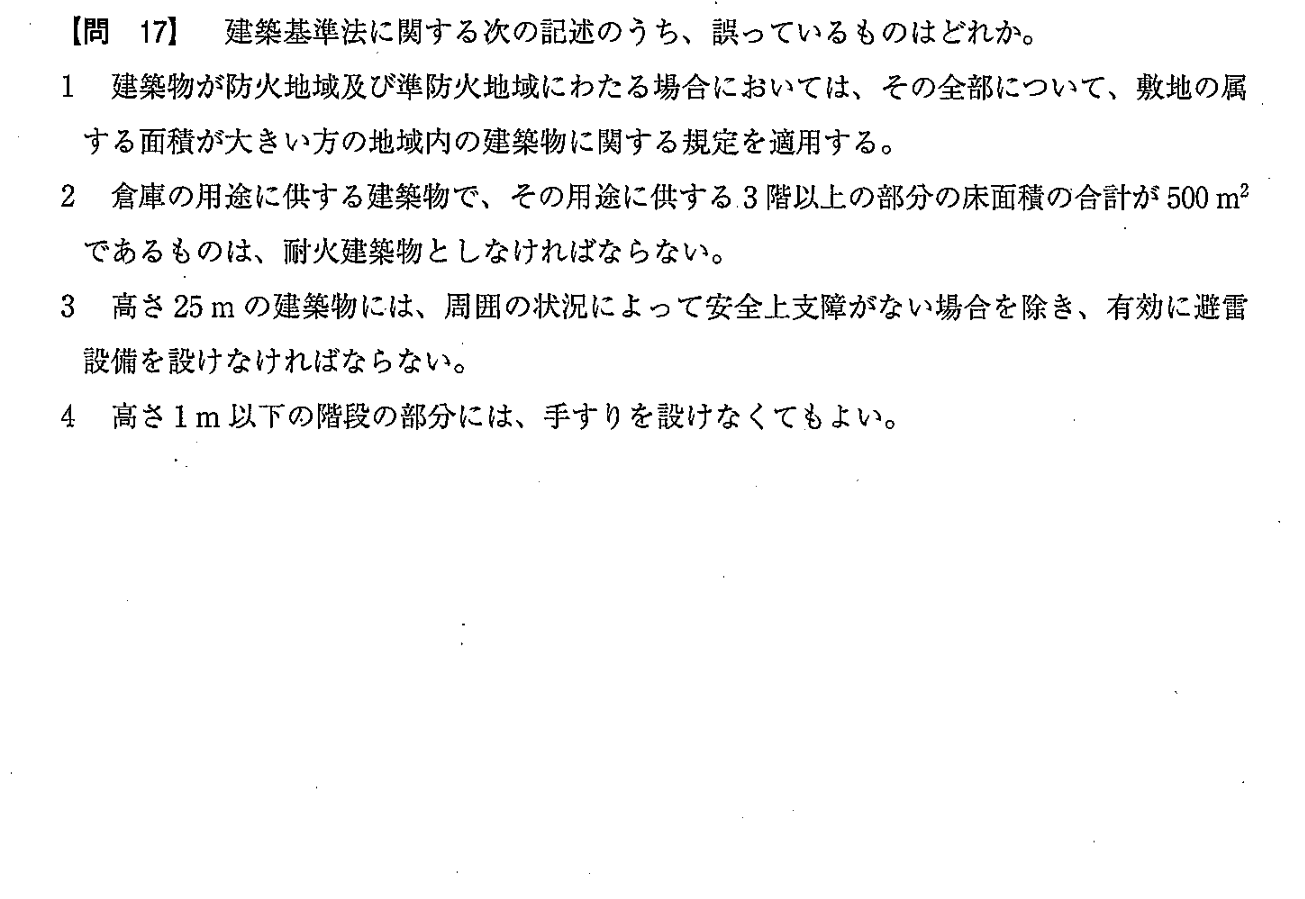 【問　17】　建築基準法に関する次の記述のうち、誤っているものはどれか。
1　建築物が防火地域及び準防火地域にわたる場合においては、その全部について、敷地の属
する面積が大きい方の地域内の建築物に関する規定を適用する。
2　倉庫の用途に供する建築物で、その用途に供する3階以上の部分の床面積の合計が500 m²
であるものは、耐火建築物としなければならない。
3　高さ25 mの建築物には、周囲の状況によって安全上支障がない場合を除き、有効に避雷
設備を設けなければならない。
4　高さ1 m以下の階段の部分には、手すりを設けなくてもよい。